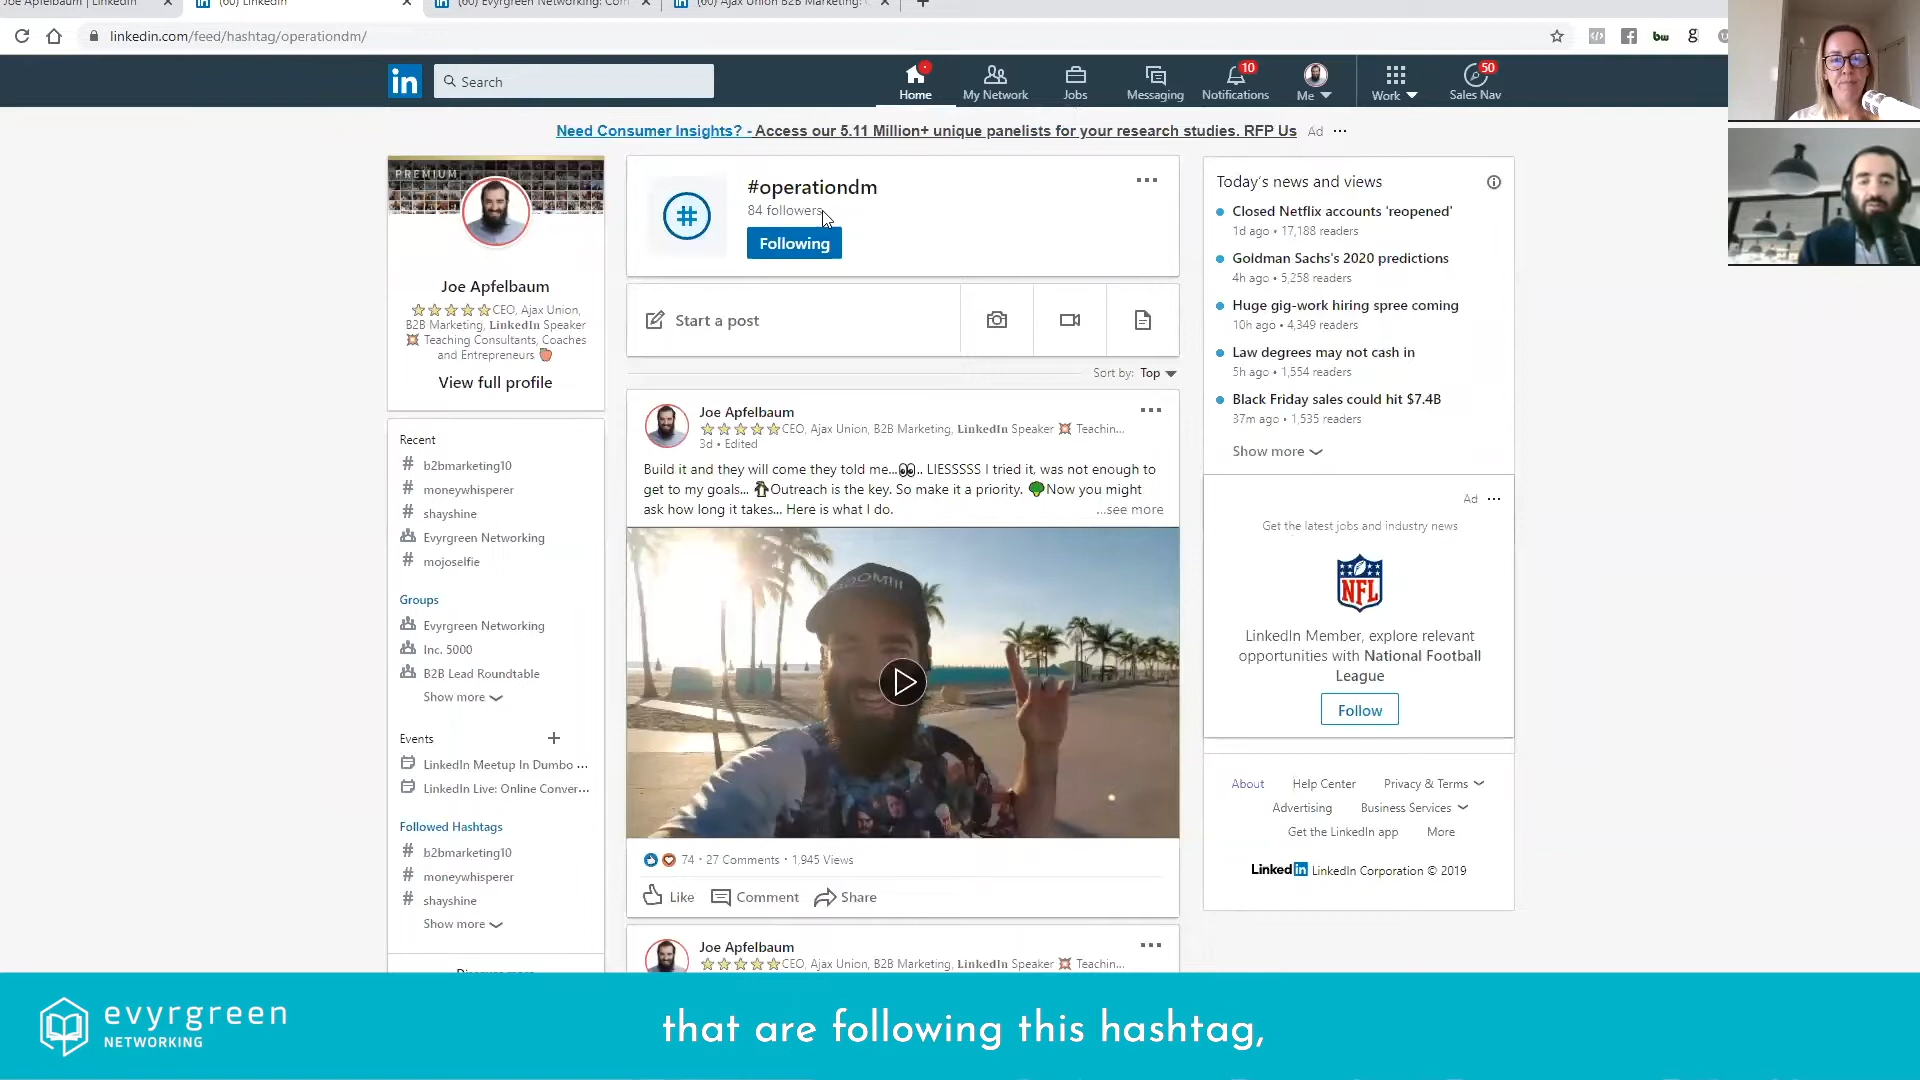 Joe Apfelbaum | LinkedIn
(60) LinkedIn
(60) Evyrgreen Networking: Com
(60) Ajax Union B2B Marketing:
linkedin.com/feed/hashtag/operationdm/
in
Search
Home
My Network
Jobs
Messaging
10
Notifications
Me
Work
50
Sales Nav
Need Consumer Insights? - Access our 5.11 Million+ unique panelists for your research studies. RFP Us Ad ...
PREMIUM
Joe Apfelbaum
⭐⭐⭐⭐⭐CEO, Ajax Union,
B2B Marketing, LinkedIn Speaker
💥 Teaching Consultants, Coaches
and Entrepreneurs 🍎
View full profile
Recent
# b2bmarketing10
# moneywhisperer
# shayshine
Evyrgreen Networking
# mojoselfie
Groups
Evyrgreen Networking
Inc. 5000
B2B Lead Roundtable
Show more
Events +
LinkedIn Meetup In Dumbo ...
LinkedIn Live: Online Conver...
Followed Hashtags
# b2bmarketing10
# moneywhisperer
# shayshine
Show more
#
#operationdm
84 followers
Following
Start a post
Sort by: Top
Joe Apfelbaum
⭐⭐⭐⭐⭐CEO, Ajax Union, B2B Marketing, LinkedIn Speaker 💥 Teachin...
3d • Edited
Build it and they will come they told me...👀.. LIESSSSS I tried it, was not enough to
get to my goals... Outreach is the key. So make it a priority. 🥦Now you might
ask how long it takes... Here is what I do.
...see more
74 • 27 Comments • 1,945 Views
Like Comment Share
Joe Apfelbaum
⭐⭐⭐⭐⭐CEO, Ajax Union, B2B Marketing, LinkedIn Speaker 💥 Teachin...
Today's news and views
Closed Netflix accounts 'reopened'
1d ago • 17,188 readers
Goldman Sachs's 2020 predictions
4h ago • 5,258 readers
Huge gig-work hiring spree coming
10h ago • 4,349 readers
Law degrees may not cash in
5h ago • 1,554 readers
Black Friday sales could hit $7.4B
37m ago • 1,535 readers
Show more
Ad ...
Get the latest jobs and industry news
NFL
LinkedIn Member, explore relevant
opportunities with National Football
League
Follow
About Help Center Privacy & Terms
Advertising Business Services
Get the LinkedIn app More
LinkedIn LinkedIn Corporation © 2019
evyrgreen
NETWORKING
that are following this hashtag,